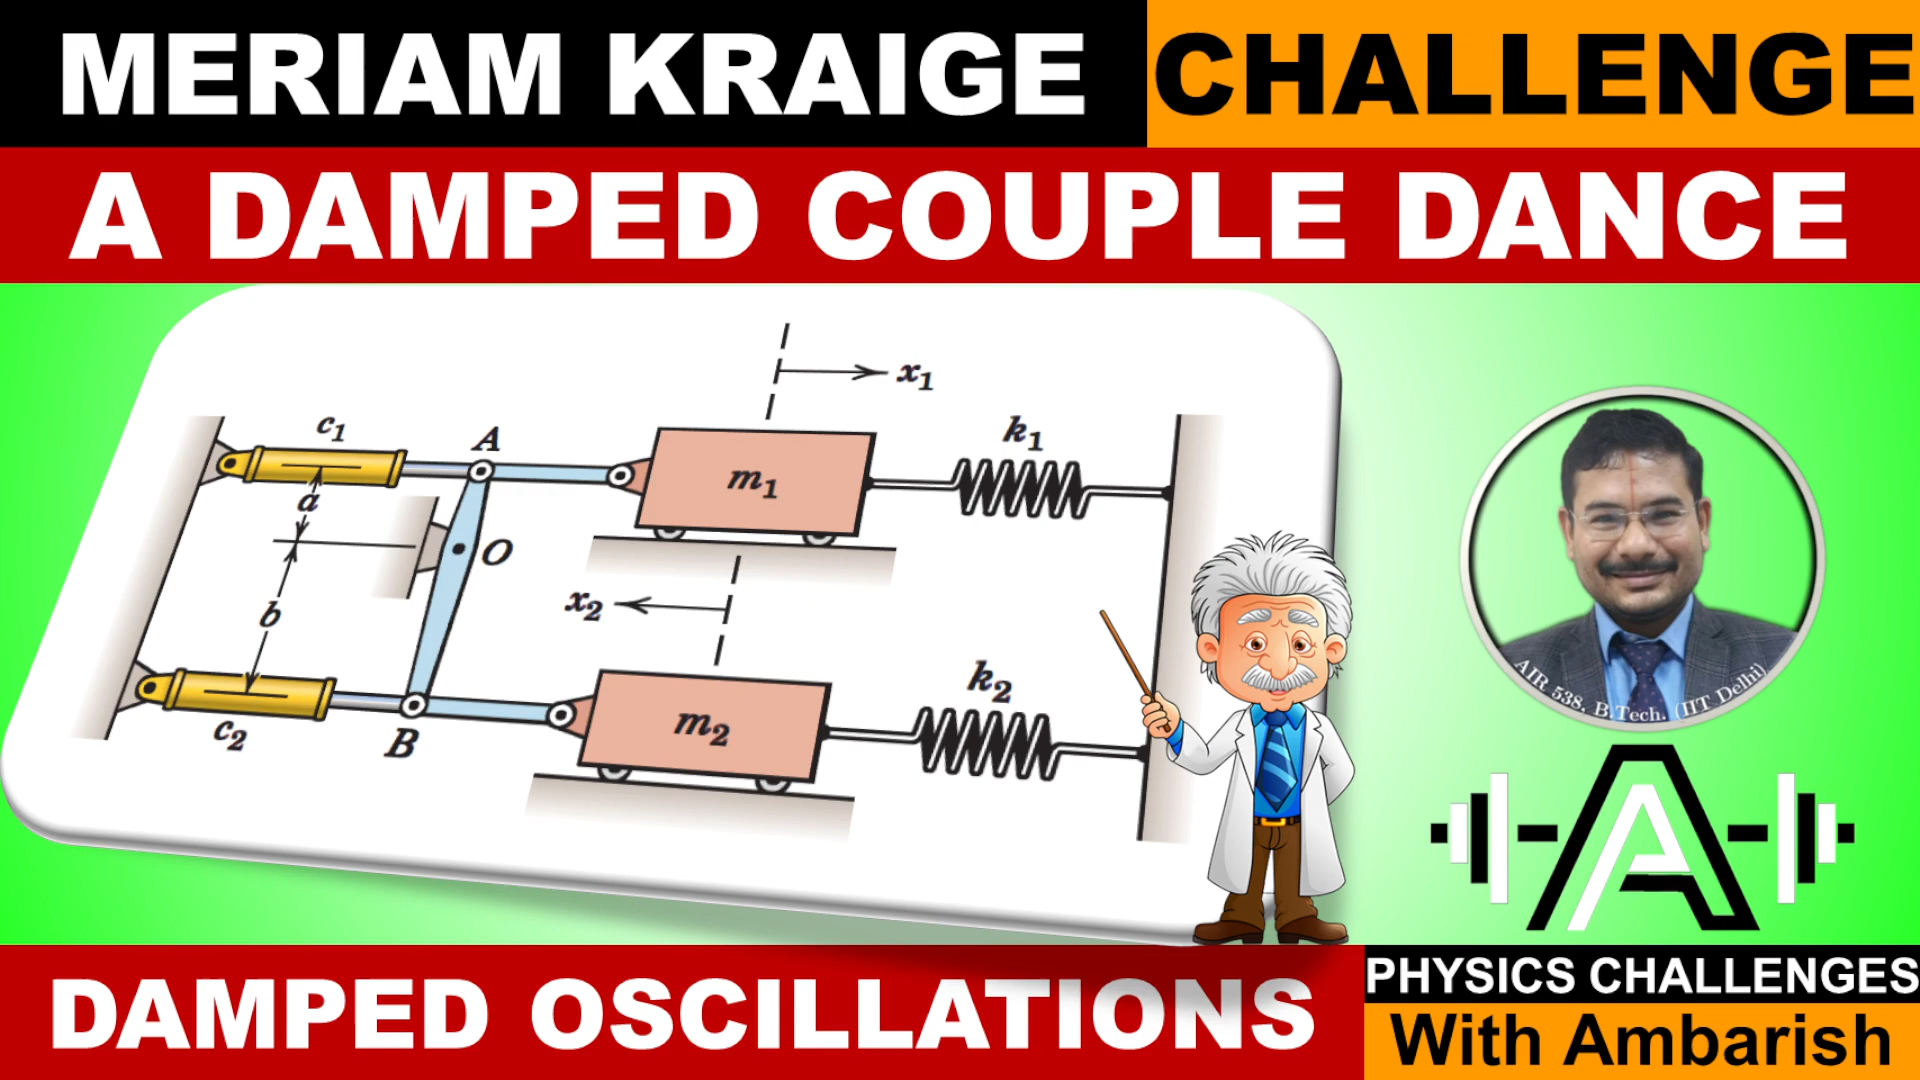 MERIAM KRAIGE CHALLENGE
A DAMPED COUPLE DANCE
x₁
c₁
A
k₁
m₁
a
O
x₂
b
k₂
m₂
c₂
B
AIR 538, B.Tech. (IIT Delhi)
A
DAMPED OSCILLATIONS
PHYSICS CHALLENGES
With Ambarish